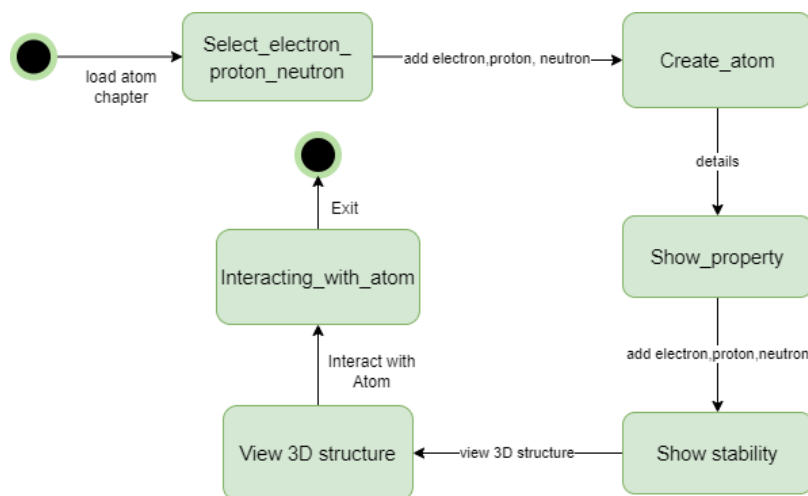 Select_electron_
proton_neutron
add electron,proton, neutron
Create_atom
load atom
chapter
details
Exit
Show_property
Interacting_with_atom
add electron,proton,neutron
Interact with
Atom
View 3D structure
view 3D structure
Show stability